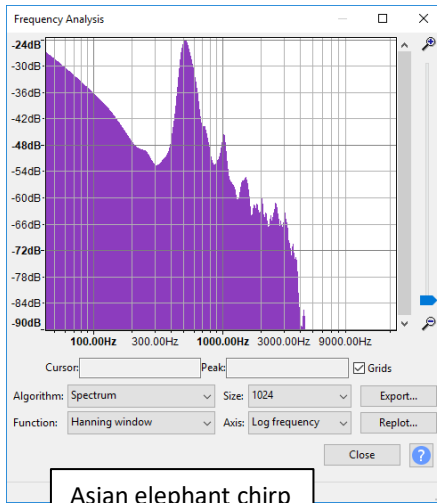 Frequency Analysis
-24dB
-30dB
-36dB
-42dB
-48dB
-54dB
-60dB
-66dB
-72dB
-78dB
-84dB
-90dB
100.00Hz 300.00Hz 1000.00Hz 3000.00Hz 9000.00Hz
Cursor: Peak: Grids
Algorithm: Spectrum Size: 1024 Export...
Function: Hanning window Axis: Log frequency Replot...
Close ?
Asian elephant chirp